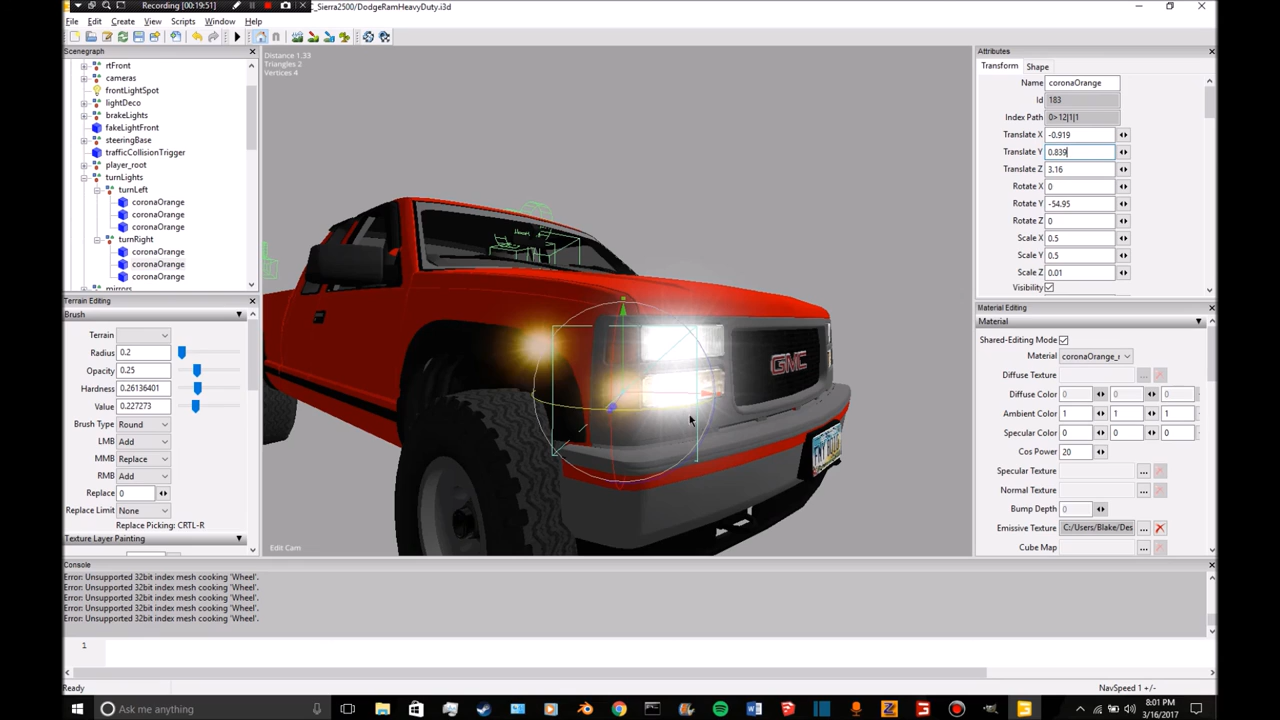 Recording [00:19:51]
C_Sierra2500/DodgeRamHeavyDuty.i3d
File Edit Create View Scripts Window Help
Scenegraph
rtFront
cameras
frontLightSpot
lightDeco
brakeLights
fakeLightFront
steeringBase
trafficCollisionTrigger
player_root
turnLights
turnLeft
coronaOrange
coronaOrange
coronaOrange
turnRight
coronaOrange
coronaOrange
coronaOrange
mirrors
Terrain Editing
Brush
Terrain
Radius 0.2
Opacity 0.25
Hardness 0.26136401
Value 0.227273
Brush Type Round
LMB Add
MMB Replace
RMB Add
Replace 0
Replace Limit None
Replace Picking: CRTL-R
Texture Layer Painting
Distance 1.33
Triangles 2
Vertices 4
GMC
Edit Cam
Attributes
Transform Shape
Name coronaOrange
Id 183
Index Path 0>12|1|1
Translate X -0.919
Translate Y 0.839
Translate Z 3.16
Rotate X 0
Rotate Y -54.95
Rotate Z 0
Scale X 0.5
Scale Y 0.5
Scale Z 0.01
Visibility
Material Editing
Material
Shared-Editing Mode
Material coronaOrange_r
Diffuse Texture ...
Diffuse Color 0 0 0
Ambient Color 1 1 1
Specular Color 0 0 0
Cos Power 20
Specular Texture ...
Normal Texture ...
Bump Depth 0
Emissive Texture C:/Users/Blake/Des ...
Cube Map ...
Console
Error: Unsupported 32bit index mesh cooking 'Wheel'.
Error: Unsupported 32bit index mesh cooking 'Wheel'.
Error: Unsupported 32bit index mesh cooking 'Wheel'.
Error: Unsupported 32bit index mesh cooking 'Wheel'.
Error: Unsupported 32bit index mesh cooking 'Wheel'.
1
Ready
NavSpeed 1 +/-
Ask me anything
8:01 PM
3/16/2017